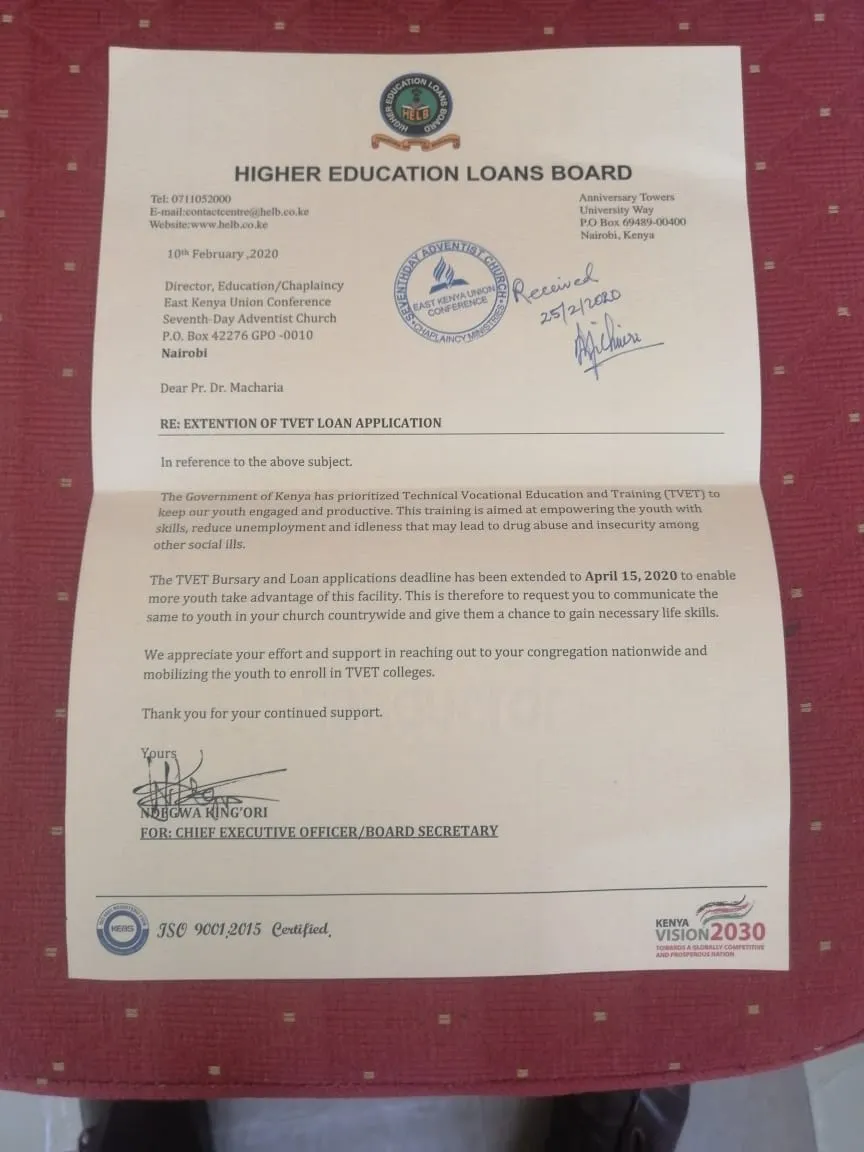 HIGHER EDUCATION LOANS BOARD
HELB
HIGHER EDUCATION LOANS BOARD
Tel: 0711052000
E-mail:contactcentre@helb.co.ke
Website:www.helb.co.ke
Anniversary Towers
University Way
P.O Box 69489-00400
Nairobi, Kenya
10th February ,2020
Director, Education/Chaplaincy
East Kenya Union Conference
Seventh-Day Adventist Church
P.O. Box 42276 GPO -0010
Nairobi
SEVENTHDAY ADVENTIST CHURCH
EAST KENYA UNION
CONFERENCE
CHAPLAINCY MINISTRIES
Received
25/2/2020
Dear Pr. Dr. Macharia
RE: EXTENTION OF TVET LOAN APPLICATION
In reference to the above subject.
The Government of Kenya has prioritized Technical Vocational Education and Training (TVET) to
keep our youth engaged and productive. This training is aimed at empowering the youth with
skills, reduce unemployment and idleness that may lead to drug abuse and insecurity among
other social ills.
The TVET Bursary and Loan applications deadline has been extended to April 15, 2020 to enable
more youth take advantage of this facility. This is therefore to request you to communicate the
same to youth in your church countrywide and give them a chance to gain necessary life skills.
We appreciate your effort and support in reaching out to your congregation nationwide and
mobilizing the youth to enroll in TVET colleges.
Thank you for your continued support.
Yours
NDEGWA KING'ORI
FOR: CHIEF EXECUTIVE OFFICER/BOARD SECRETARY
KEBS
ISO 9001:2015 Certified.
KENYA
VISION 2030
TOWARDS A GLOBALLY COMPETITIVE
AND PROSPEROUS NATION